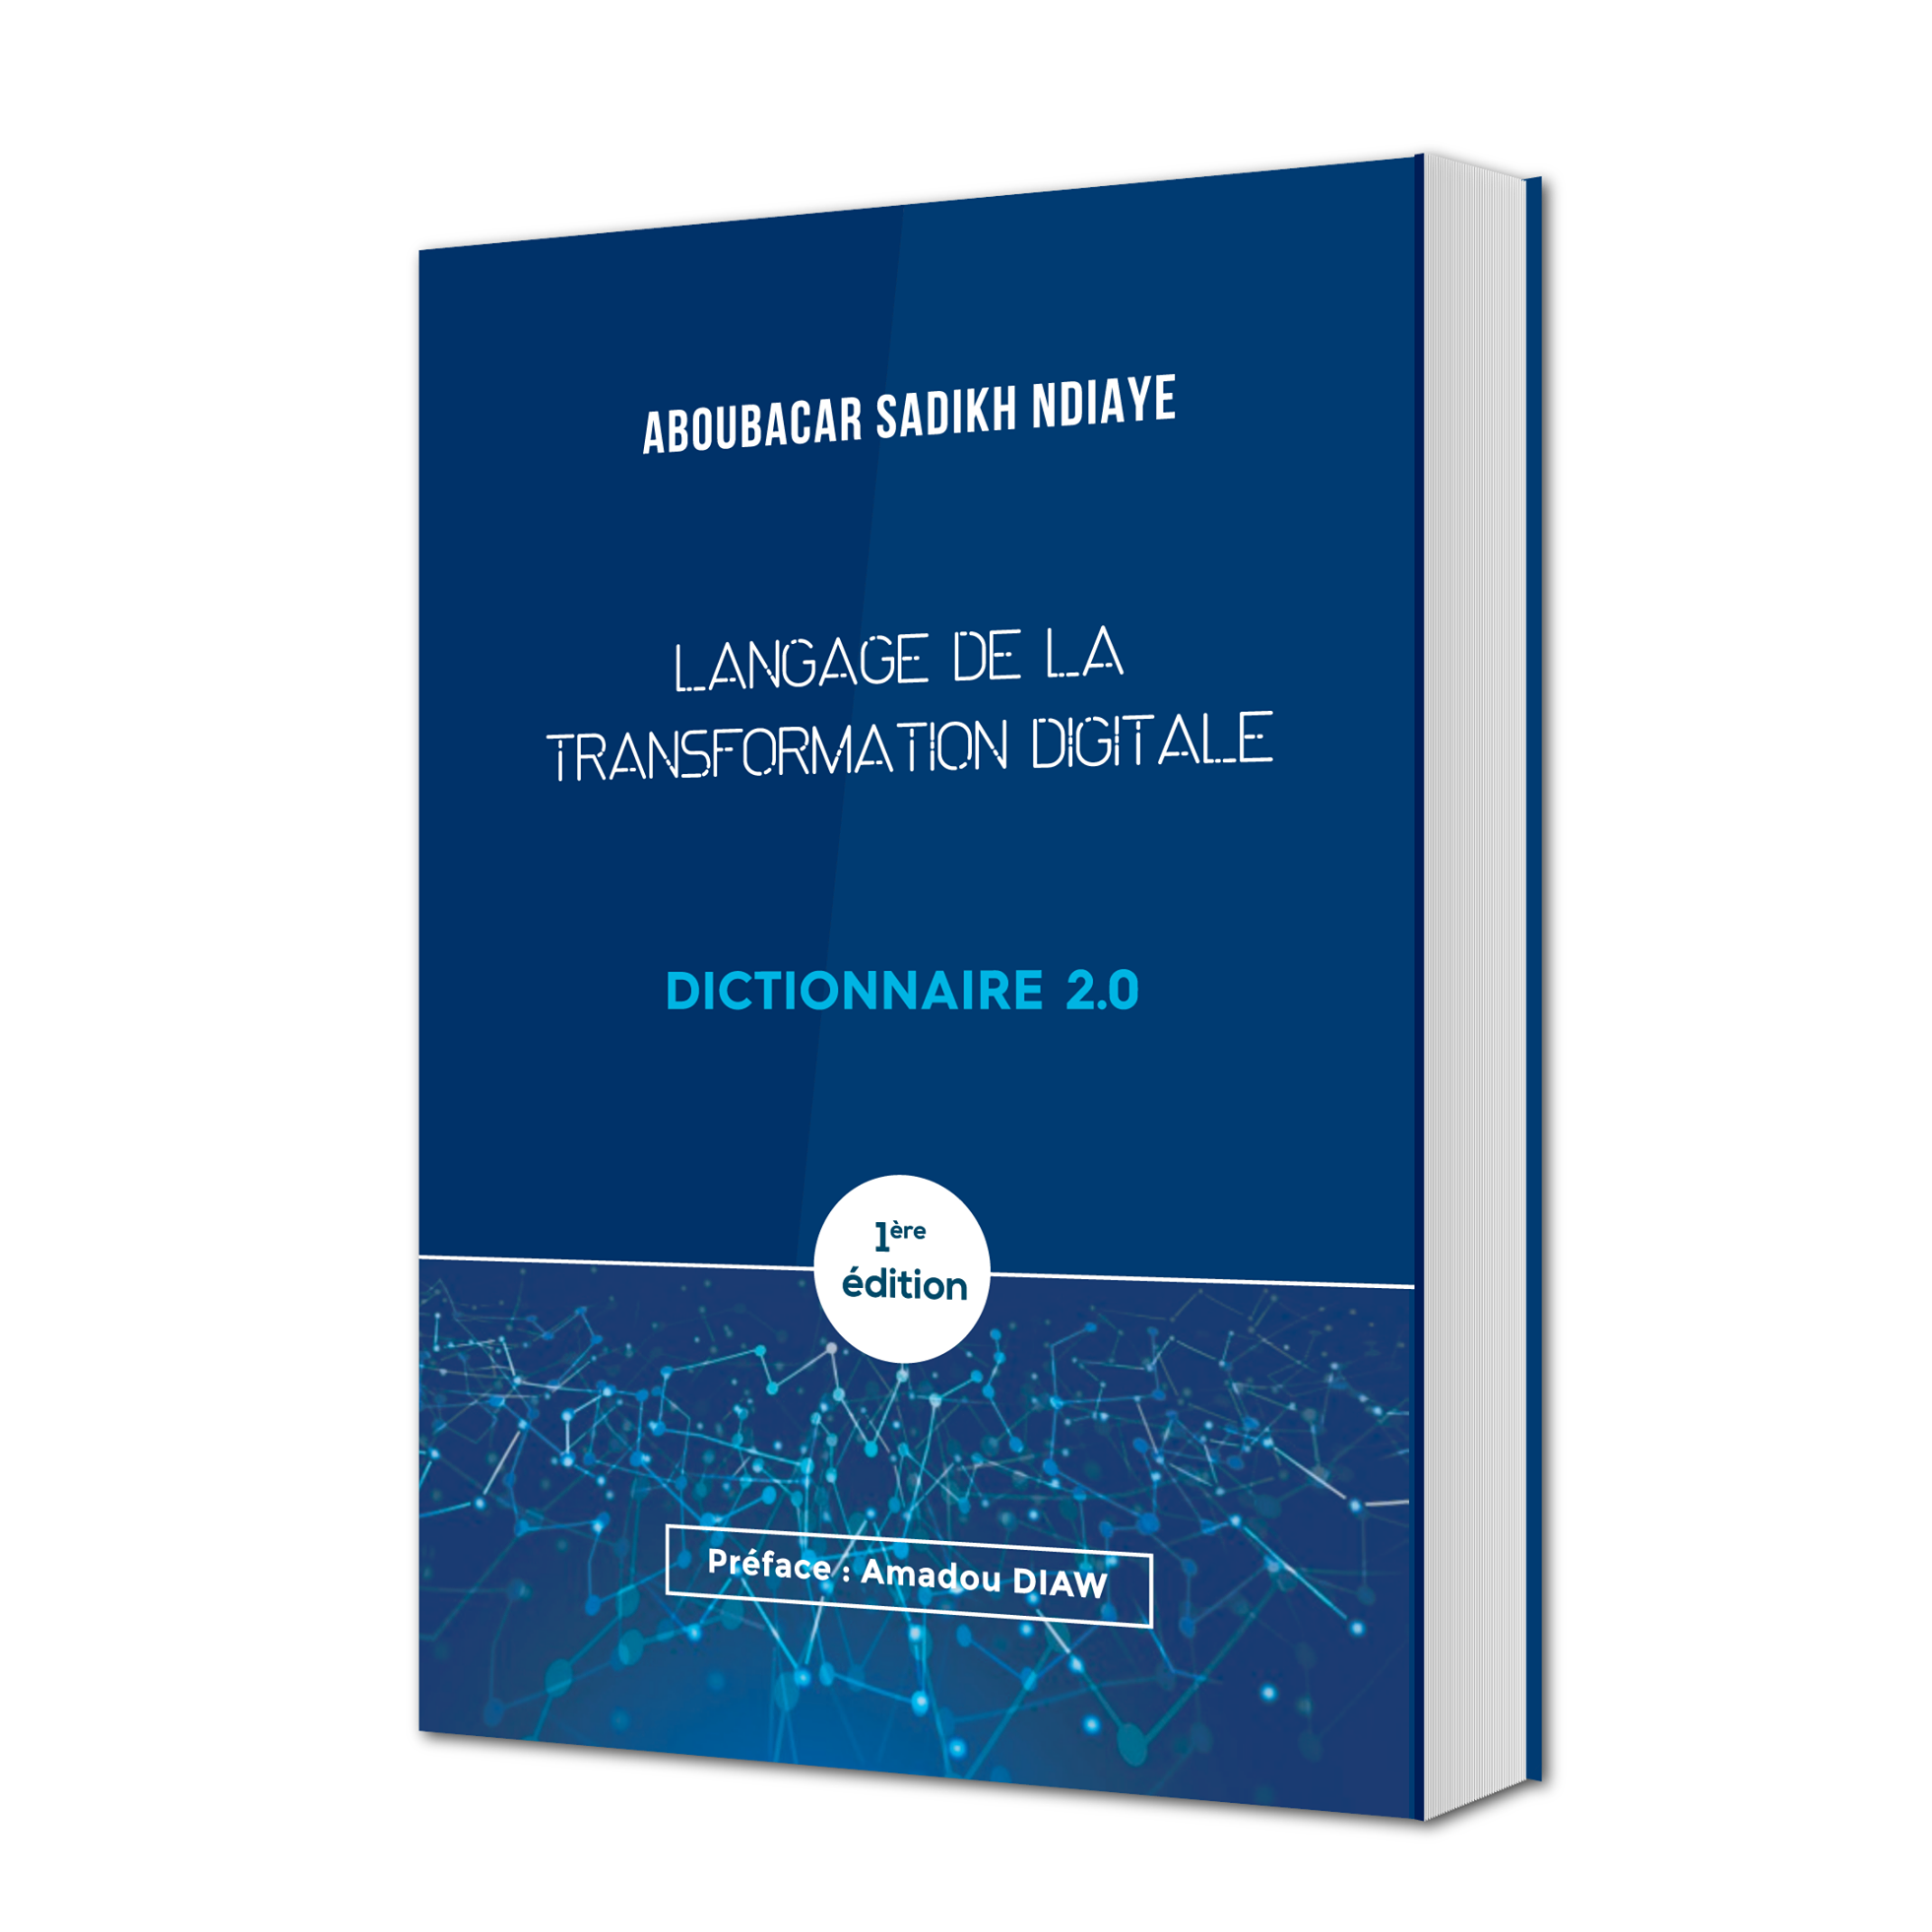 ABOUBACAR SADIKH NDIAYE
LANGAGE DE LA
TRANSFORMATION DIGITALE
DICTIONNAIRE 2.0
1ère
édition
Préface : Amadou DIAW